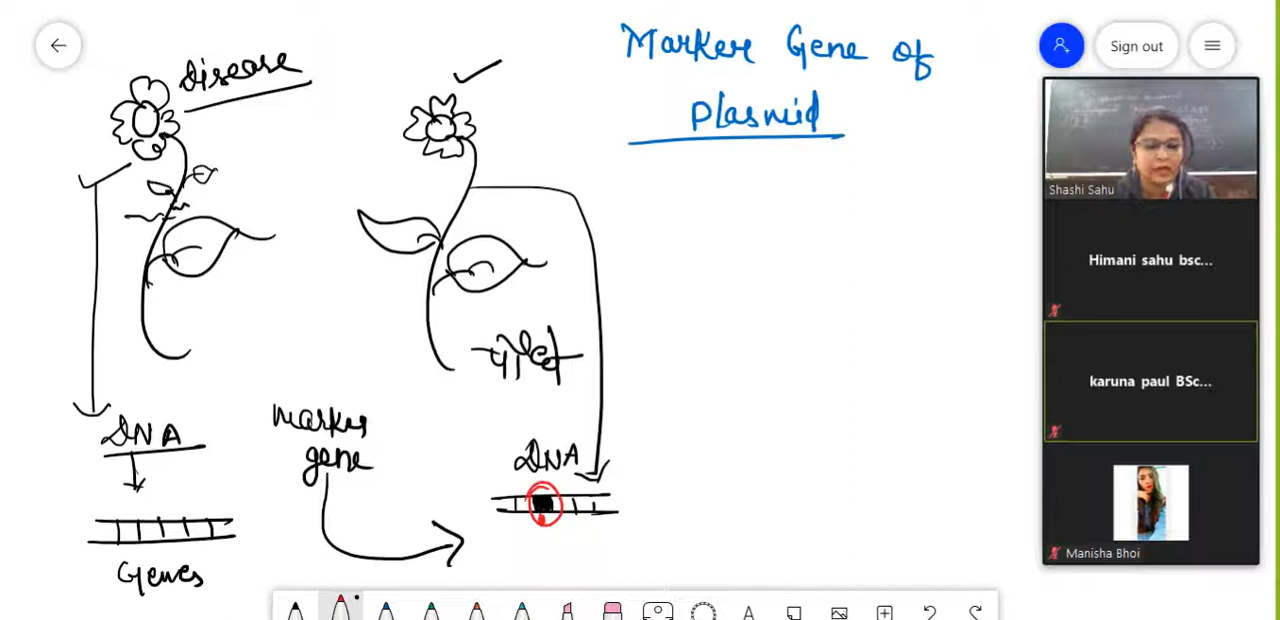 Disease
Marker Gene of
Plasmid
DNA
Genes
Marker
gene
DNA
Sign out
Shashi Sahu
Himani sahu bsc...
karuna paul BSc...
Manisha Bhoi
A